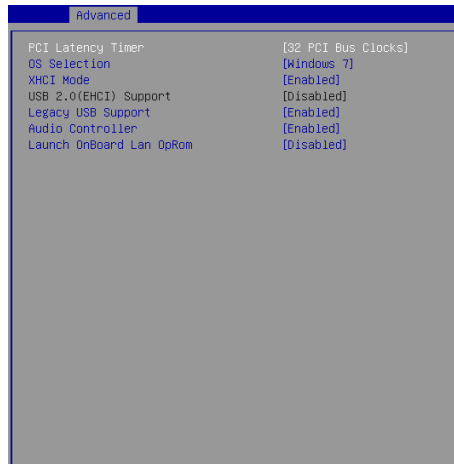 Advanced
PCI Latency Timer [32 PCI Bus Clocks]
OS Selection [Windows 7]
XHCI Mode [Enabled]
USB 2.0(EHCI) Support [Disabled]
Legacy USB Support [Enabled]
Audio Controller [Enabled]
Launch OnBoard Lan OpRom [Disabled]